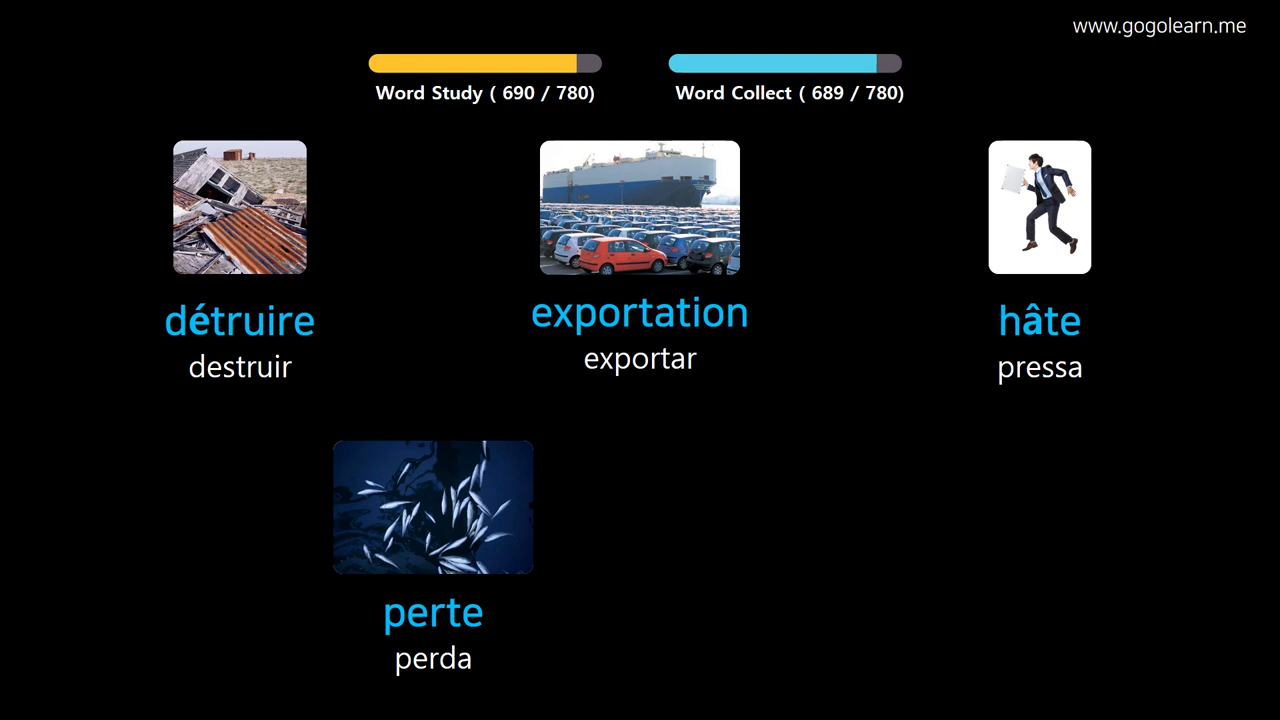 www.gogolearn.me
Word Study ( 690 / 780)
Word Collect ( 689 / 780)
détruire
destruir
exportation
exportar
hâte
pressa
perte
perda